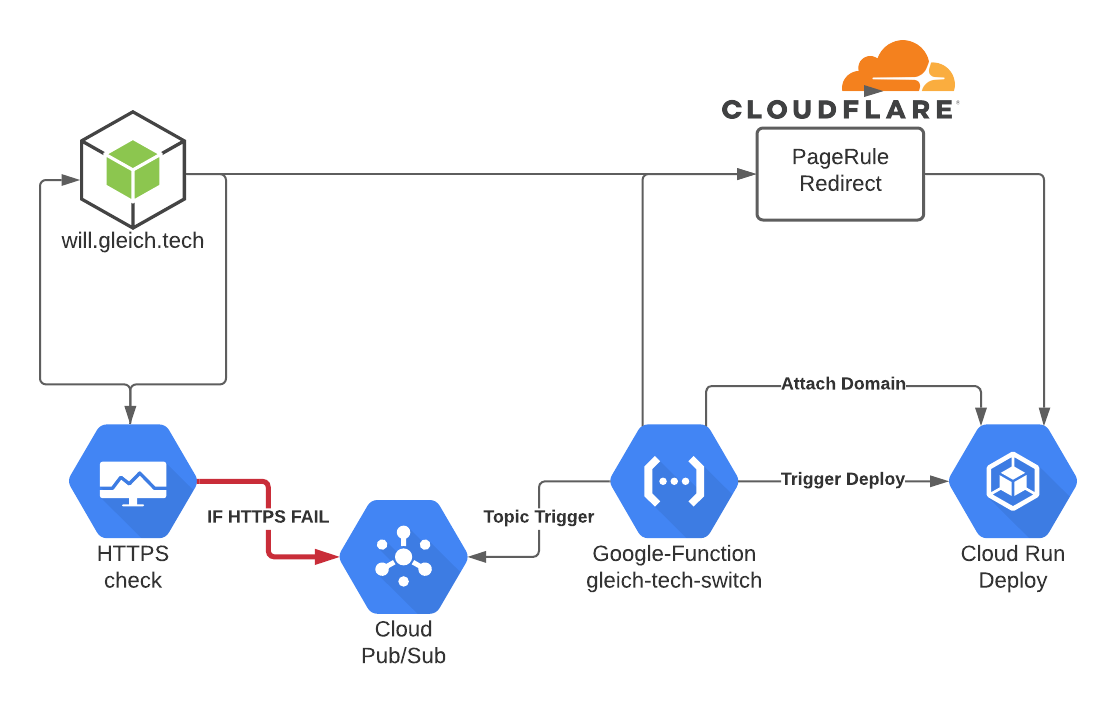 CLOUDFLARE
PageRule
Redirect
will.gleich.tech
Attach Domain
Trigger Deploy
IF HTTPS FAIL
Topic Trigger
HTTPS
check
Google-Function
gleich-tech-switch
Cloud Run
Deploy
Cloud
Pub/Sub